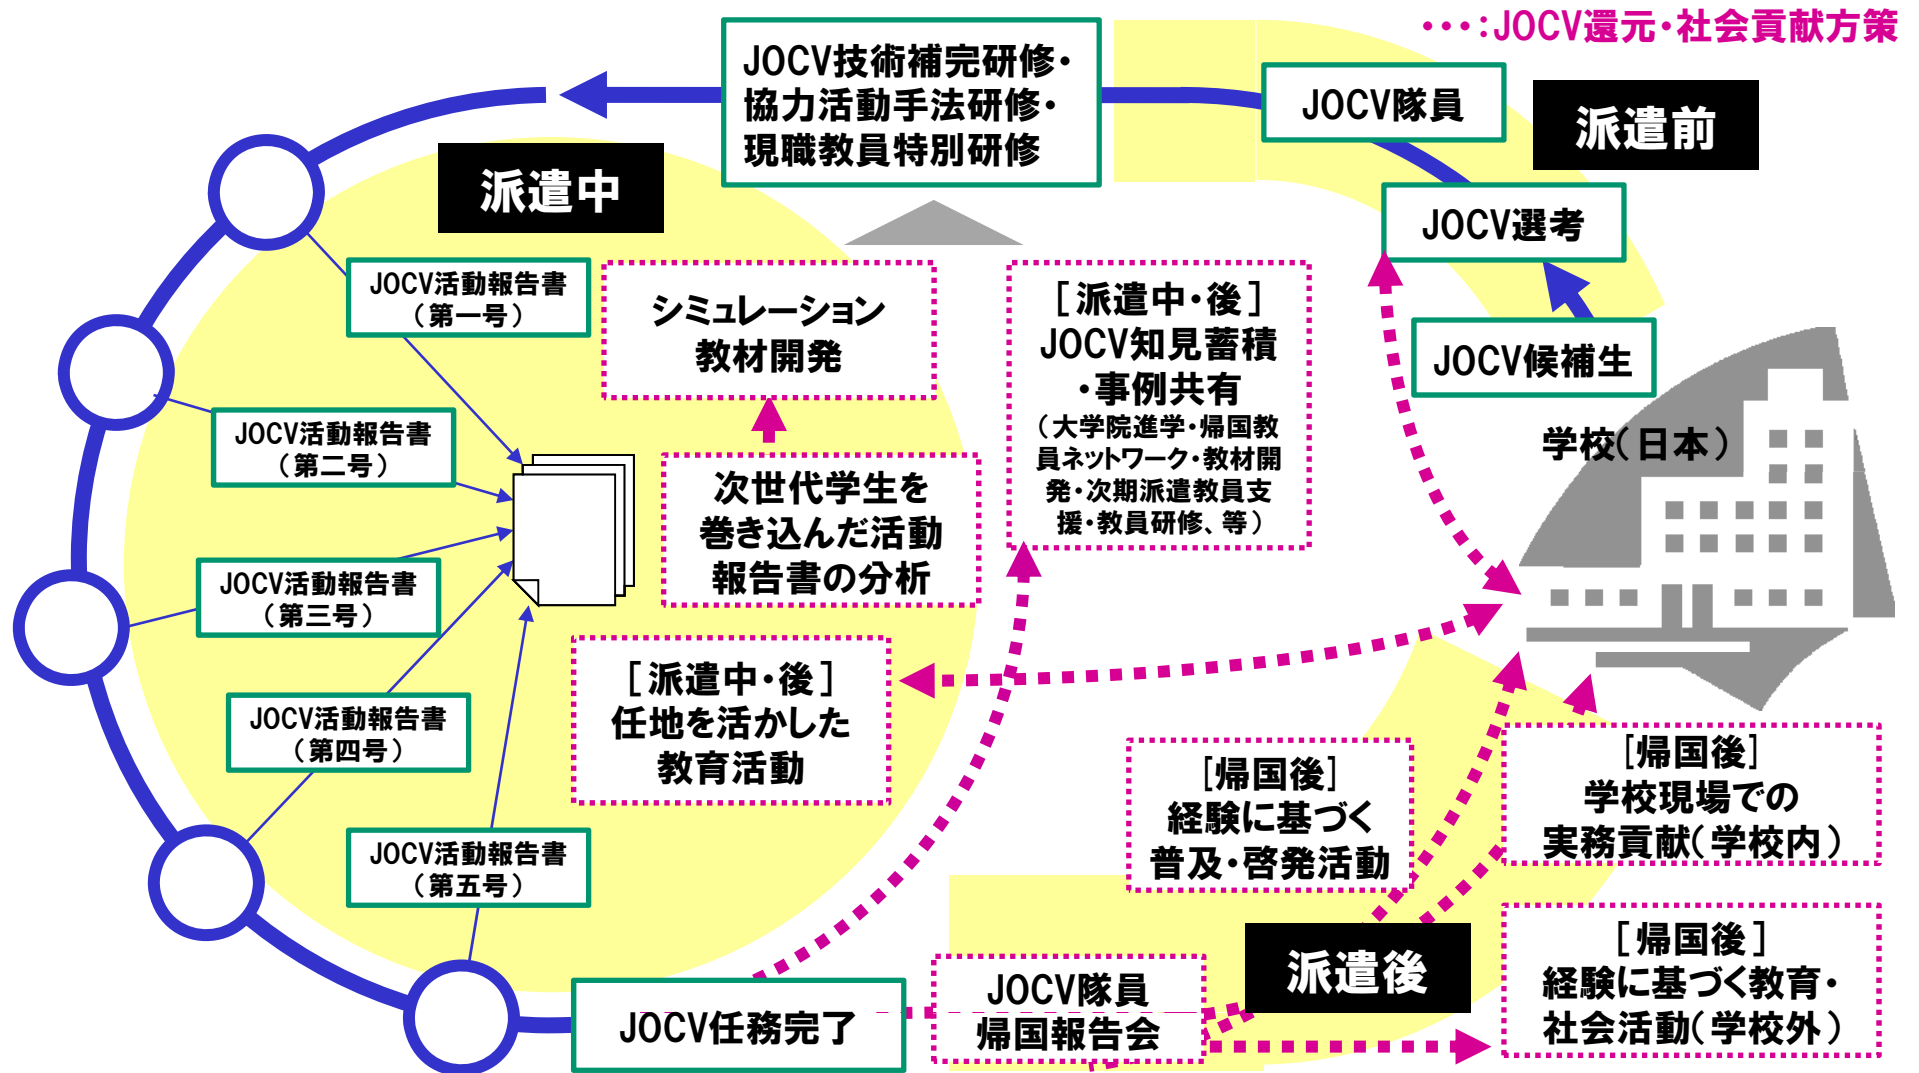 ・・・：JOCV還元・社会貢献方策
JOCV技術補完研修・
協力活動手法研修・
現職教員特別研修
JOCV隊員
派遣前
派遣中
JOCV選考
JOCV活動報告書
（第一号）
シミュレーション
教材開発
［派遣中・後］
JOCV知見蓄積
・事例共有
（大学院進学・帰国教
員ネットワーク・教材開
発・次期派遣教員支
援・教員研修、等）
JOCV候補生
学校（日本）
JOCV活動報告書
（第二号）
次世代学生を
巻き込んだ活動
報告書の分析
JOCV活動報告書
（第三号）
［派遣中・後］
任地を活かした
教育活動
JOCV活動報告書
（第四号）
［帰国後］
経験に基づく
普及・啓発活動
［帰国後］
学校現場での
実務貢献（学校内）
JOCV活動報告書
（第五号）
派遣後
［帰国後］
経験に基づく教育・
社会活動（学校外）
JOCV任務完了
JOCV隊員
帰国報告会